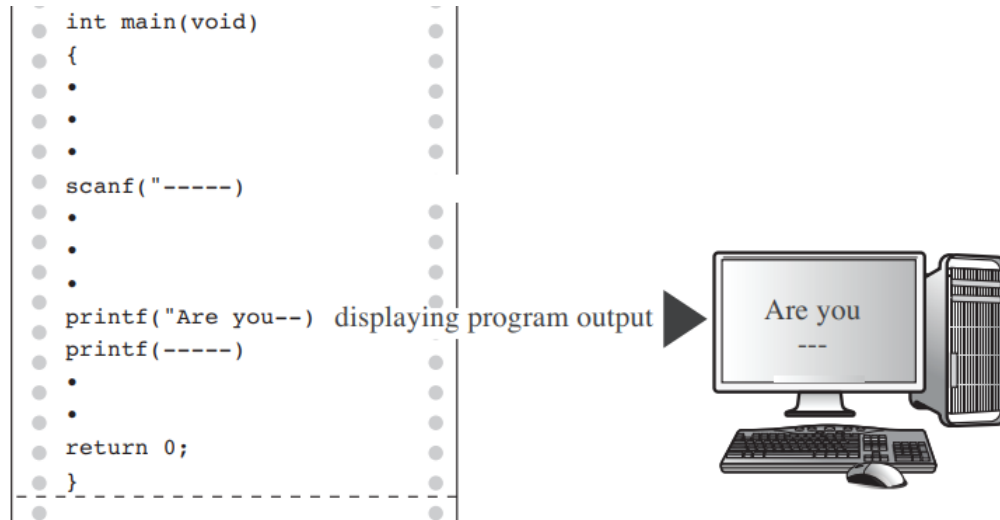 int main(void)
{
•
•
•
scanf("-----)
•
•
•
printf("Are you--) displaying program output
printf(-----)
•
•
return 0;
}
Are you
---